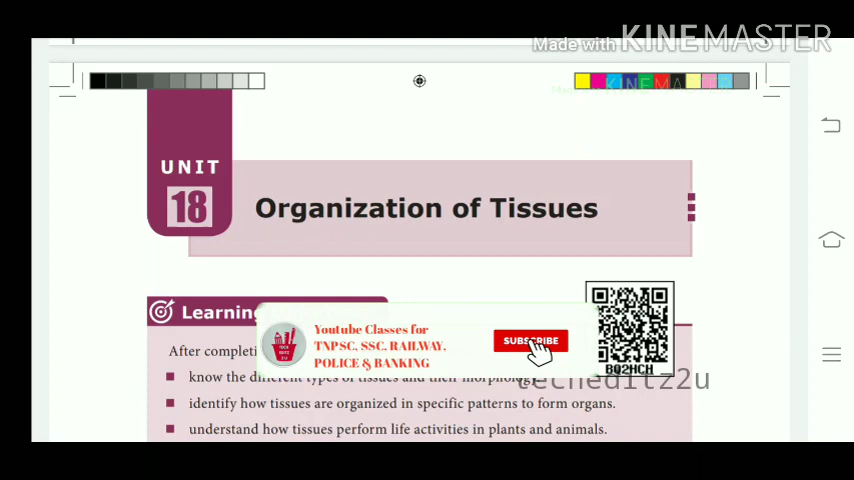 Made with KINEMASTER
UNIT
18
Organization of Tissues
Learning
Youtube Classes for
TNPSC, SSC, RAILWAY,
POLICE & BANKING
SUBSCRIBE
BQ2HCH
After completi
know the different types of tissues and their morphology.
techeditz2u
identify how tissues are organized in specific patterns to form organs.
understand how tissues perform life activities in plants and animals.